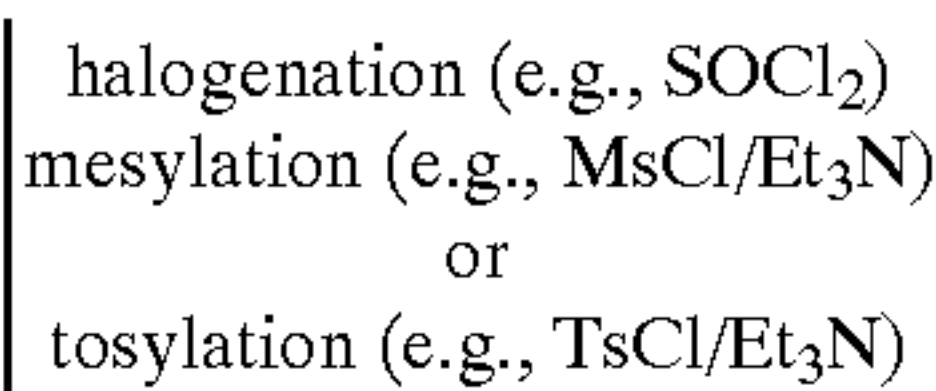 halogenation (e.g., SOCl₂)
mesylation (e.g., MsCl/Et₃N)
or
tosylation (e.g., TsCl/Et₃N)